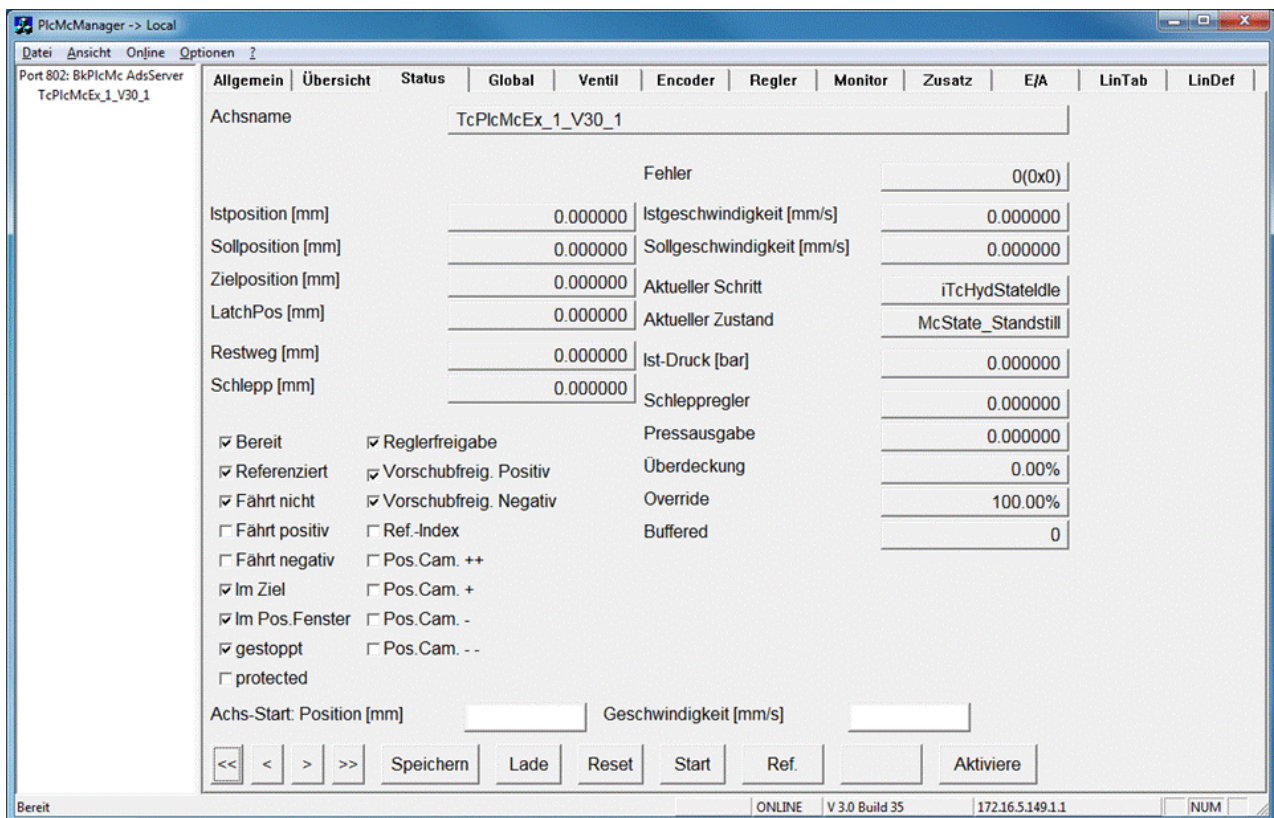 PlcMcManager -> Local
Datei Ansicht Online Optionen ?
Port 802: BkPlcMc AdsServer
TcPlcMcEx_1_V30_1
Allgemein Übersicht Status Global Ventil Encoder Regler Monitor Zusatz E/A LinTab LinDef
Achsname TcPlcMcEx_1_V30_1
Fehler 0(0x0)
Istposition [mm] 0.000000 Istgeschwindigkeit [mm/s] 0.000000
Sollposition [mm] 0.000000 Sollgeschwindigkeit [mm/s] 0.000000
Zielposition [mm] 0.000000 Aktueller Schritt iTcHydStateIdle
LatchPos [mm] 0.000000 Aktueller Zustand McState_Standstill
Restweg [mm] 0.000000 Ist-Druck [bar] 0.000000
Schlepp [mm] 0.000000 Schleppregler 0.000000
Bereit Reglerfreigabe Pressausgabe 0.000000
Referenziert Vorschubfreig. Positiv Überdeckung 0.00%
Fährt nicht Vorschubfreig. Negativ Override 100.00%
Fährt positiv Ref.-Index Buffered 0
Fährt negativ Pos.Cam. ++
Im Ziel Pos.Cam. +
Im Pos.Fenster Pos.Cam. -
gestoppt Pos.Cam. - -
protected
Achs-Start: Position [mm] Geschwindigkeit [mm/s]
<< < > >> Speichern Lade Reset Start Ref. Aktiviere
Bereit ONLINE V 3.0 Build 35 172.16.5.149.1.1 NUM